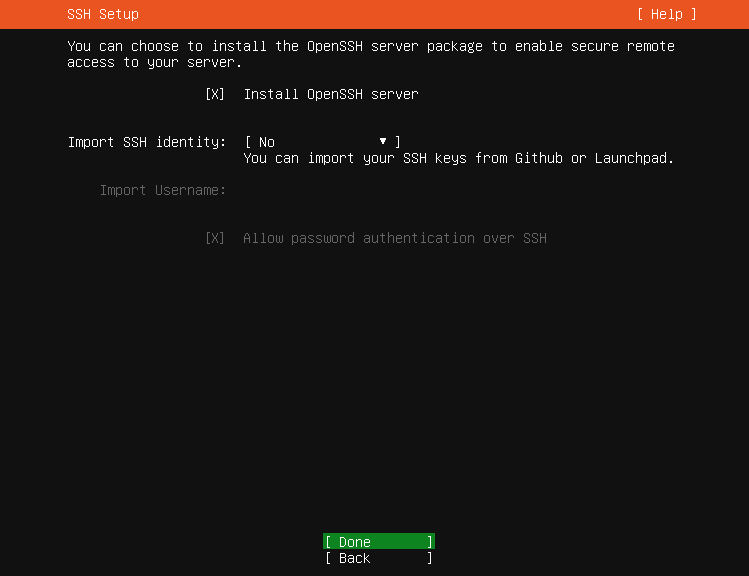 SSH Setup [ Help ]
You can choose to install the OpenSSH server package to enable secure remote
access to your server.
[X] Install OpenSSH server
Import SSH identity: [ No ▼ ]
You can import your SSH keys from Github or Launchpad.
Import Username:
[X] Allow password authentication over SSH
[ Done ]
[ Back ]